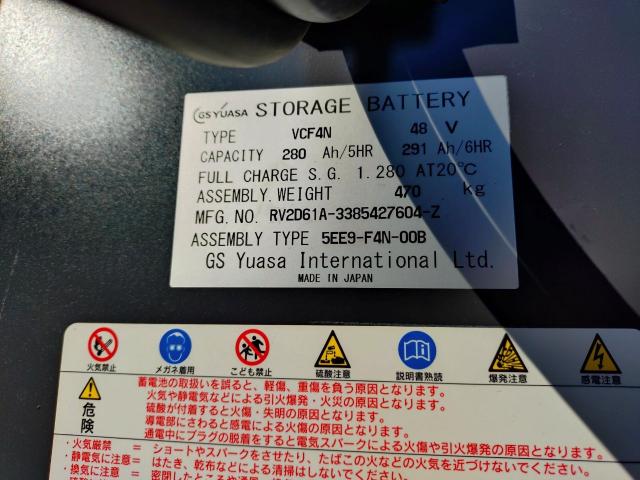 GS YUASA STORAGE BATTERY
TYPE VCF4N 48 V
CAPACITY 280 Ah/5HR 291 Ah/6HR
FULL CHARGE S.G. 1.280 AT20℃
ASSEMBLY.WEIGHT 470 kg
MFG.NO. RV2D61A-3385427604-Z
ASSEMBLY TYPE 5EE9-F4N-00B
GS Yuasa International Ltd.
MADE IN JAPAN
火気禁止 メガネ着用 こども禁止 硫酸注意 説明書熟読 爆発注意 感電注意
危険
蓄電池の取扱いを誤ると、軽傷、重傷を負う原因となります。
火気や静電気などによる引火爆発・火災の原因となります。
硫酸が付着すると火傷・失明の原因となります。
導電部にさわると感電による火傷の原因となります。
通電中にプラグの脱着をすると電気スパークによる火傷や引火爆発の原因となります。
・火気厳禁 = ショートやスパークをさせたり、たばこの火などの火気を近づけないでください。
・静電気に注意= はたき、乾布などによる清掃はしないでください。
・換気に注意 =